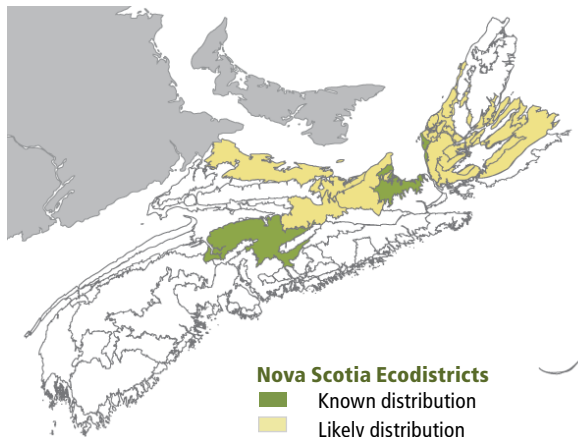 Nova Scotia Ecodistricts
Known distribution
Likely distribution